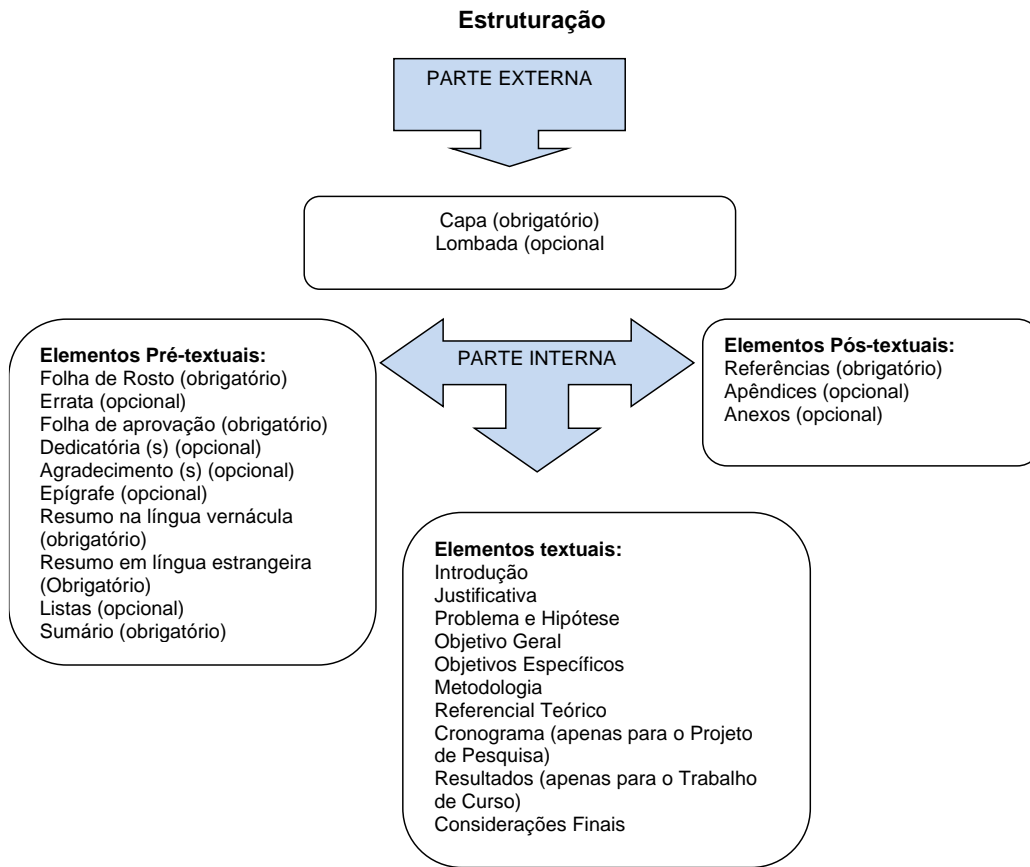 Estruturação
PARTE EXTERNA
Capa (obrigatório)
Lombada (opcional
PARTE INTERNA
Elementos Pré-textuais:
Folha de Rosto (obrigatório)
Errata (opcional)
Folha de aprovação (obrigatório)
Dedicatória (s) (opcional)
Agradecimento (s) (opcional)
Epígrafe (opcional)
Resumo na língua vernácula
(obrigatório)
Resumo em língua estrangeira
(Obrigatório)
Listas (opcional)
Sumário (obrigatório)
Elementos Pós-textuais:
Referências (obrigatório)
Apêndices (opcional)
Anexos (opcional)
Elementos textuais:
Introdução
Justificativa
Problema e Hipótese
Objetivo Geral
Objetivos Específicos
Metodologia
Referencial Teórico
Cronograma (apenas para o Projeto
de Pesquisa)
Resultados (apenas para o Trabalho
de Curso)
Considerações Finais